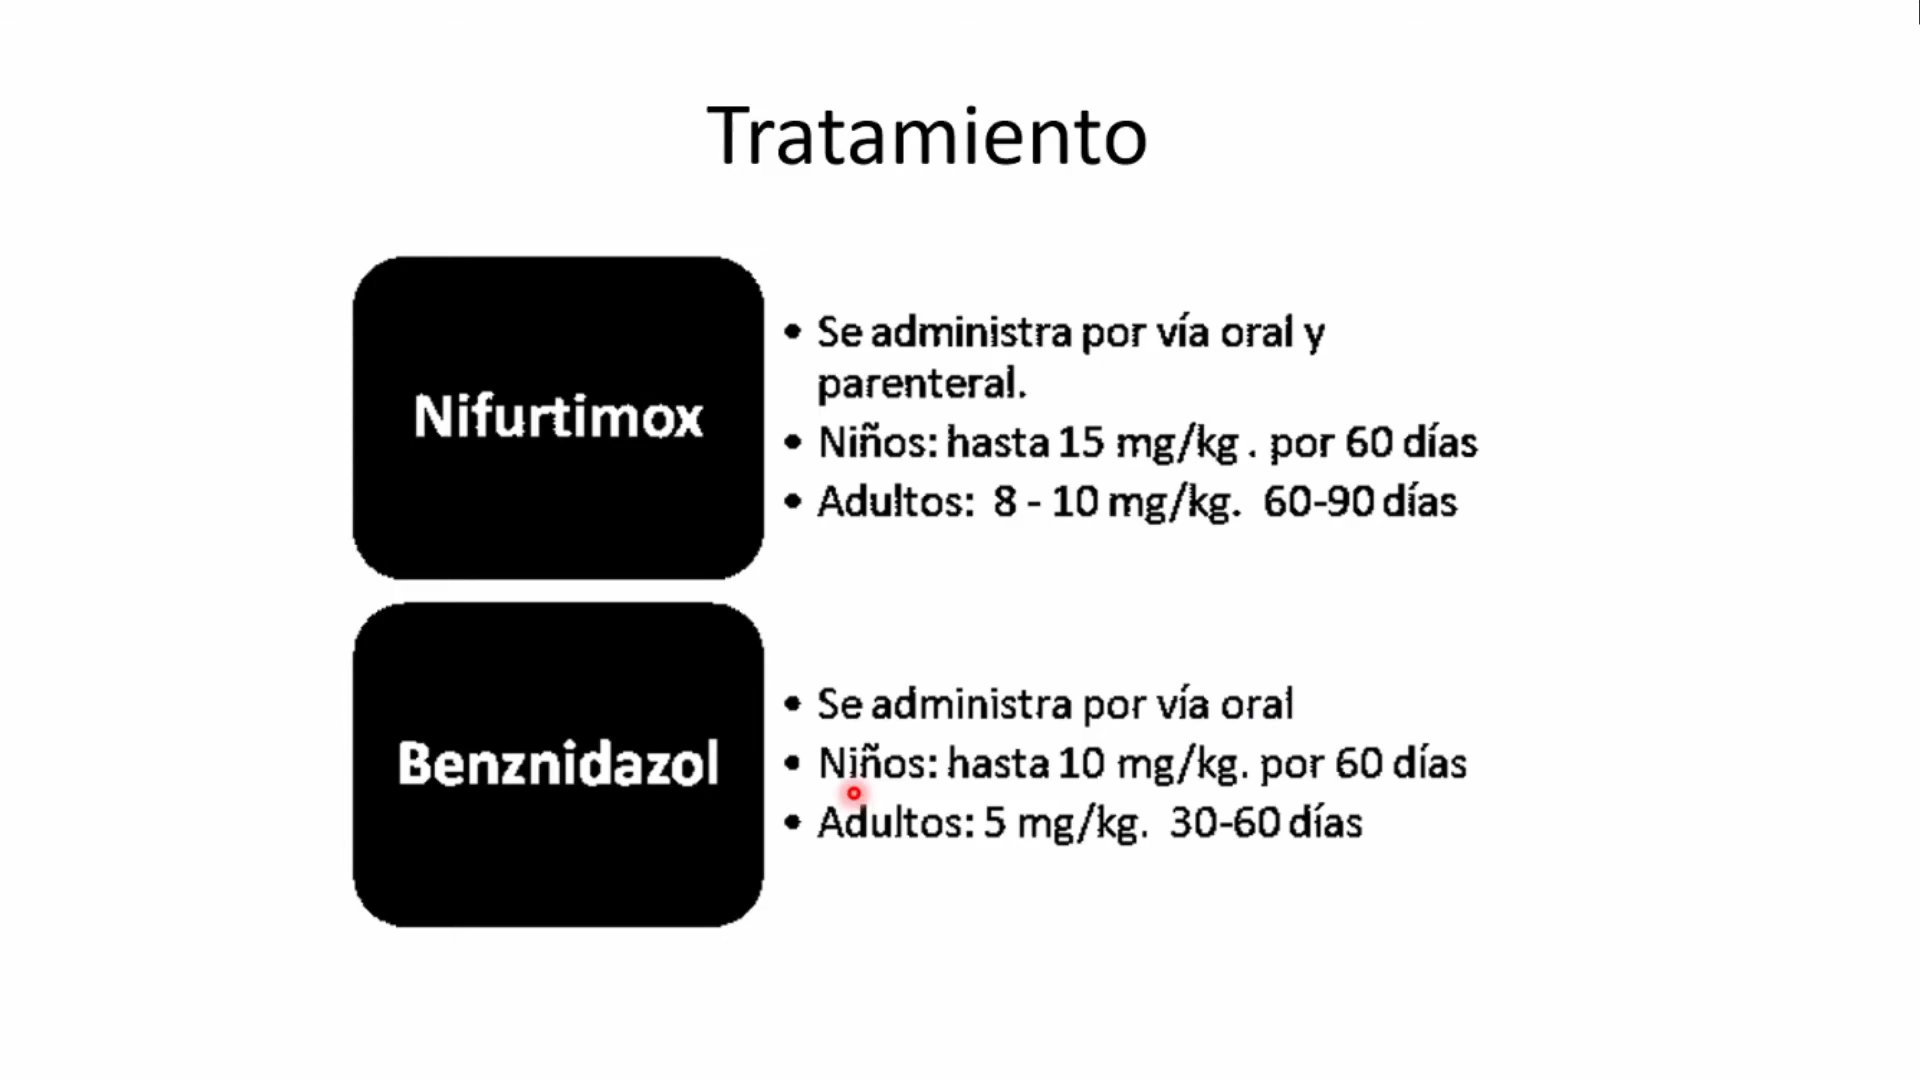 Tratamiento
Nifurtimox
• Se administra por vía oral y
parenteral.
• Niños: hasta 15 mg/kg . por 60 días
• Adultos:  8 - 10 mg/kg.  60-90 días
Benznidazol
• Se administra por vía oral
• Niños: hasta 10 mg/kg. por 60 días
• Adultos: 5 mg/kg.  30-60 días